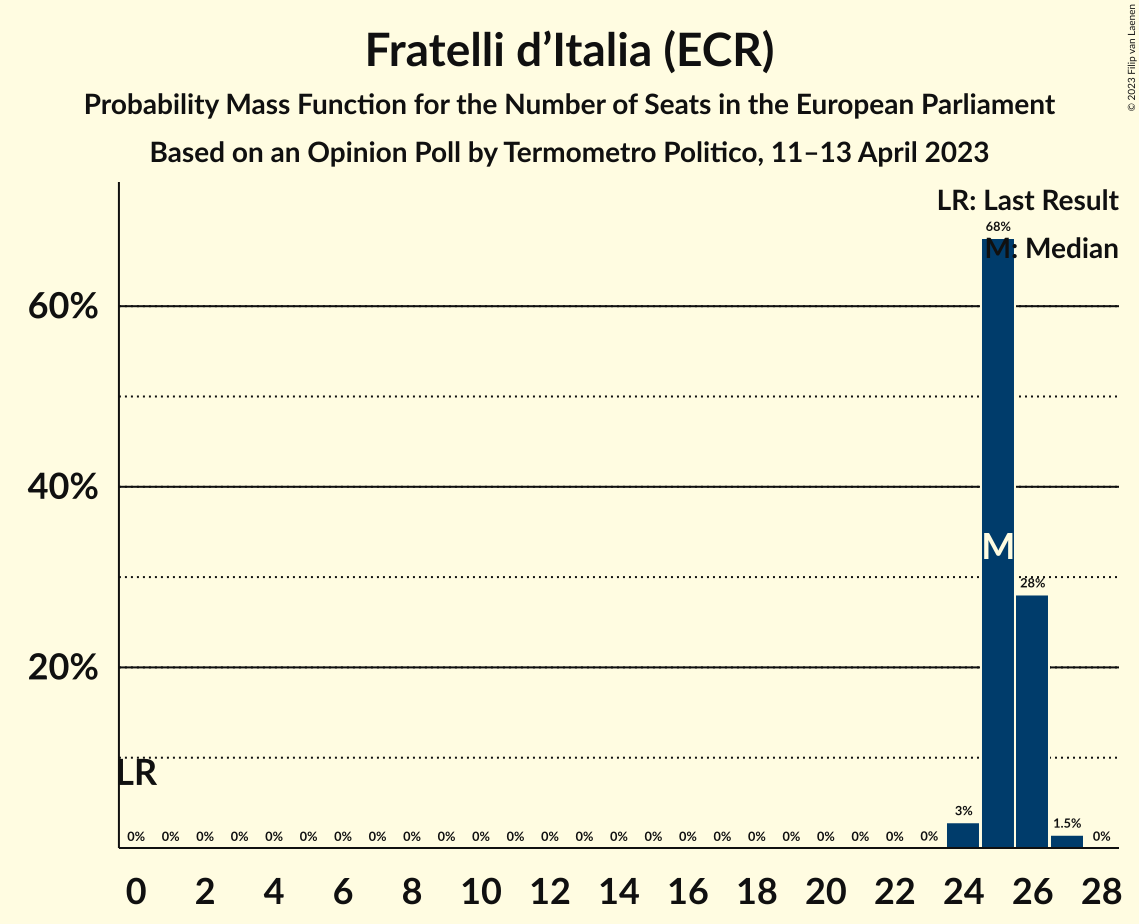 Fratelli d’Italia (ECR)
Probability Mass Function for the Number of Seats in the European Parliament
Based on an Opinion Poll by Termometro Politico, 11–13 April 2023
© 2023 Filip van Laenen
LR: Last Result
M: Median
68%
60%
40%
M
28%
20%
LR
3%
1.5%
0% 0% 0% 0% 0% 0% 0% 0% 0% 0% 0% 0% 0% 0% 0% 0% 0% 0% 0% 0% 0% 0% 0% 0% 0%
0 2 4 6 8 10 12 14 16 18 20 22 24 26 28